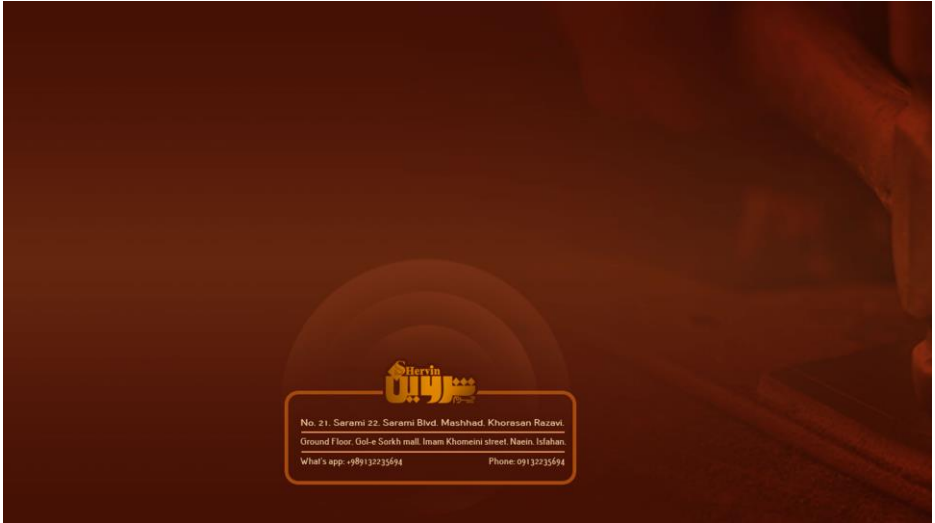 SHervin
شروین
No. 21. Sarami 22. Sarami Blvd. Mashhad. Khorasan Razavi.
Ground Floor. Gol-e Sorkh mall. Imam Khomeini street. Naein. Isfahan.
What's app: +989132235694 Phone: 09132235694